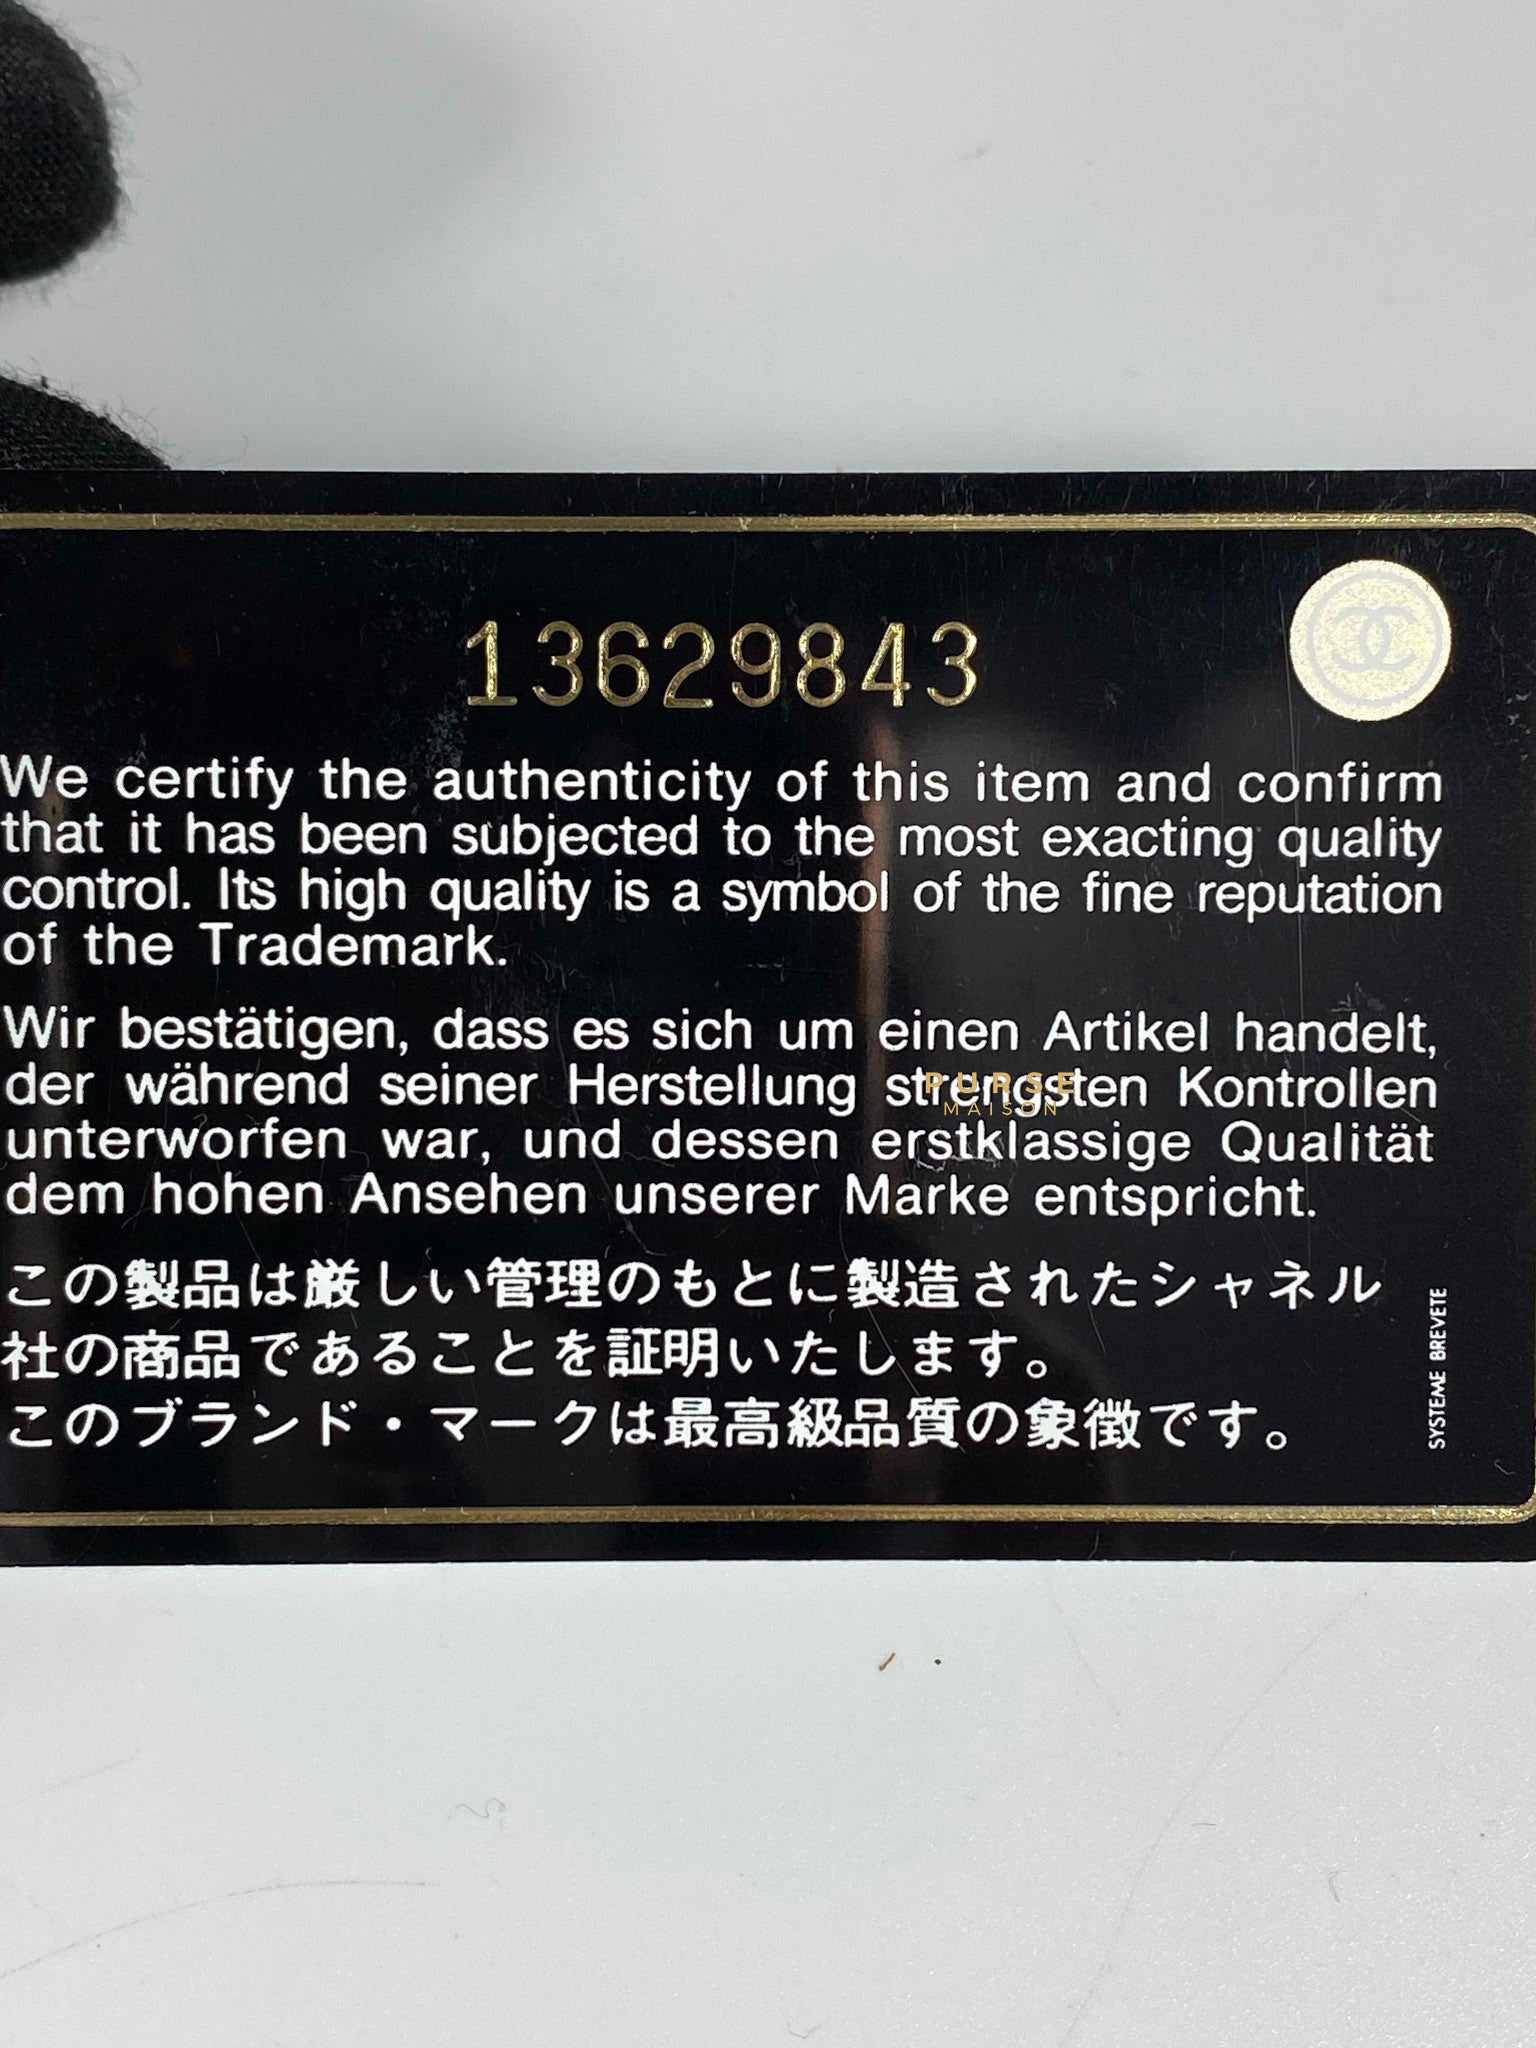 13629843
We certify the authenticity of this item and confirm
that it has been subjected to the most exacting quality
control. Its high quality is a symbol of the fine reputation
of the Trademark.
Wir bestätigen, dass es sich um einen Artikel handelt,
der während seiner Herstellung strengsten Kontrollen
unterworfen war, und dessen erstklassige Qualität
dem hohen Ansehen unserer Marke entspricht.
この製品は厳しい管理のもとに製造されたシャネル
社の商品であることを証明いたします。
このブランド・マークは最高級品質の象徴です。
SYSTEME BREVETE
PURSE
MAISON